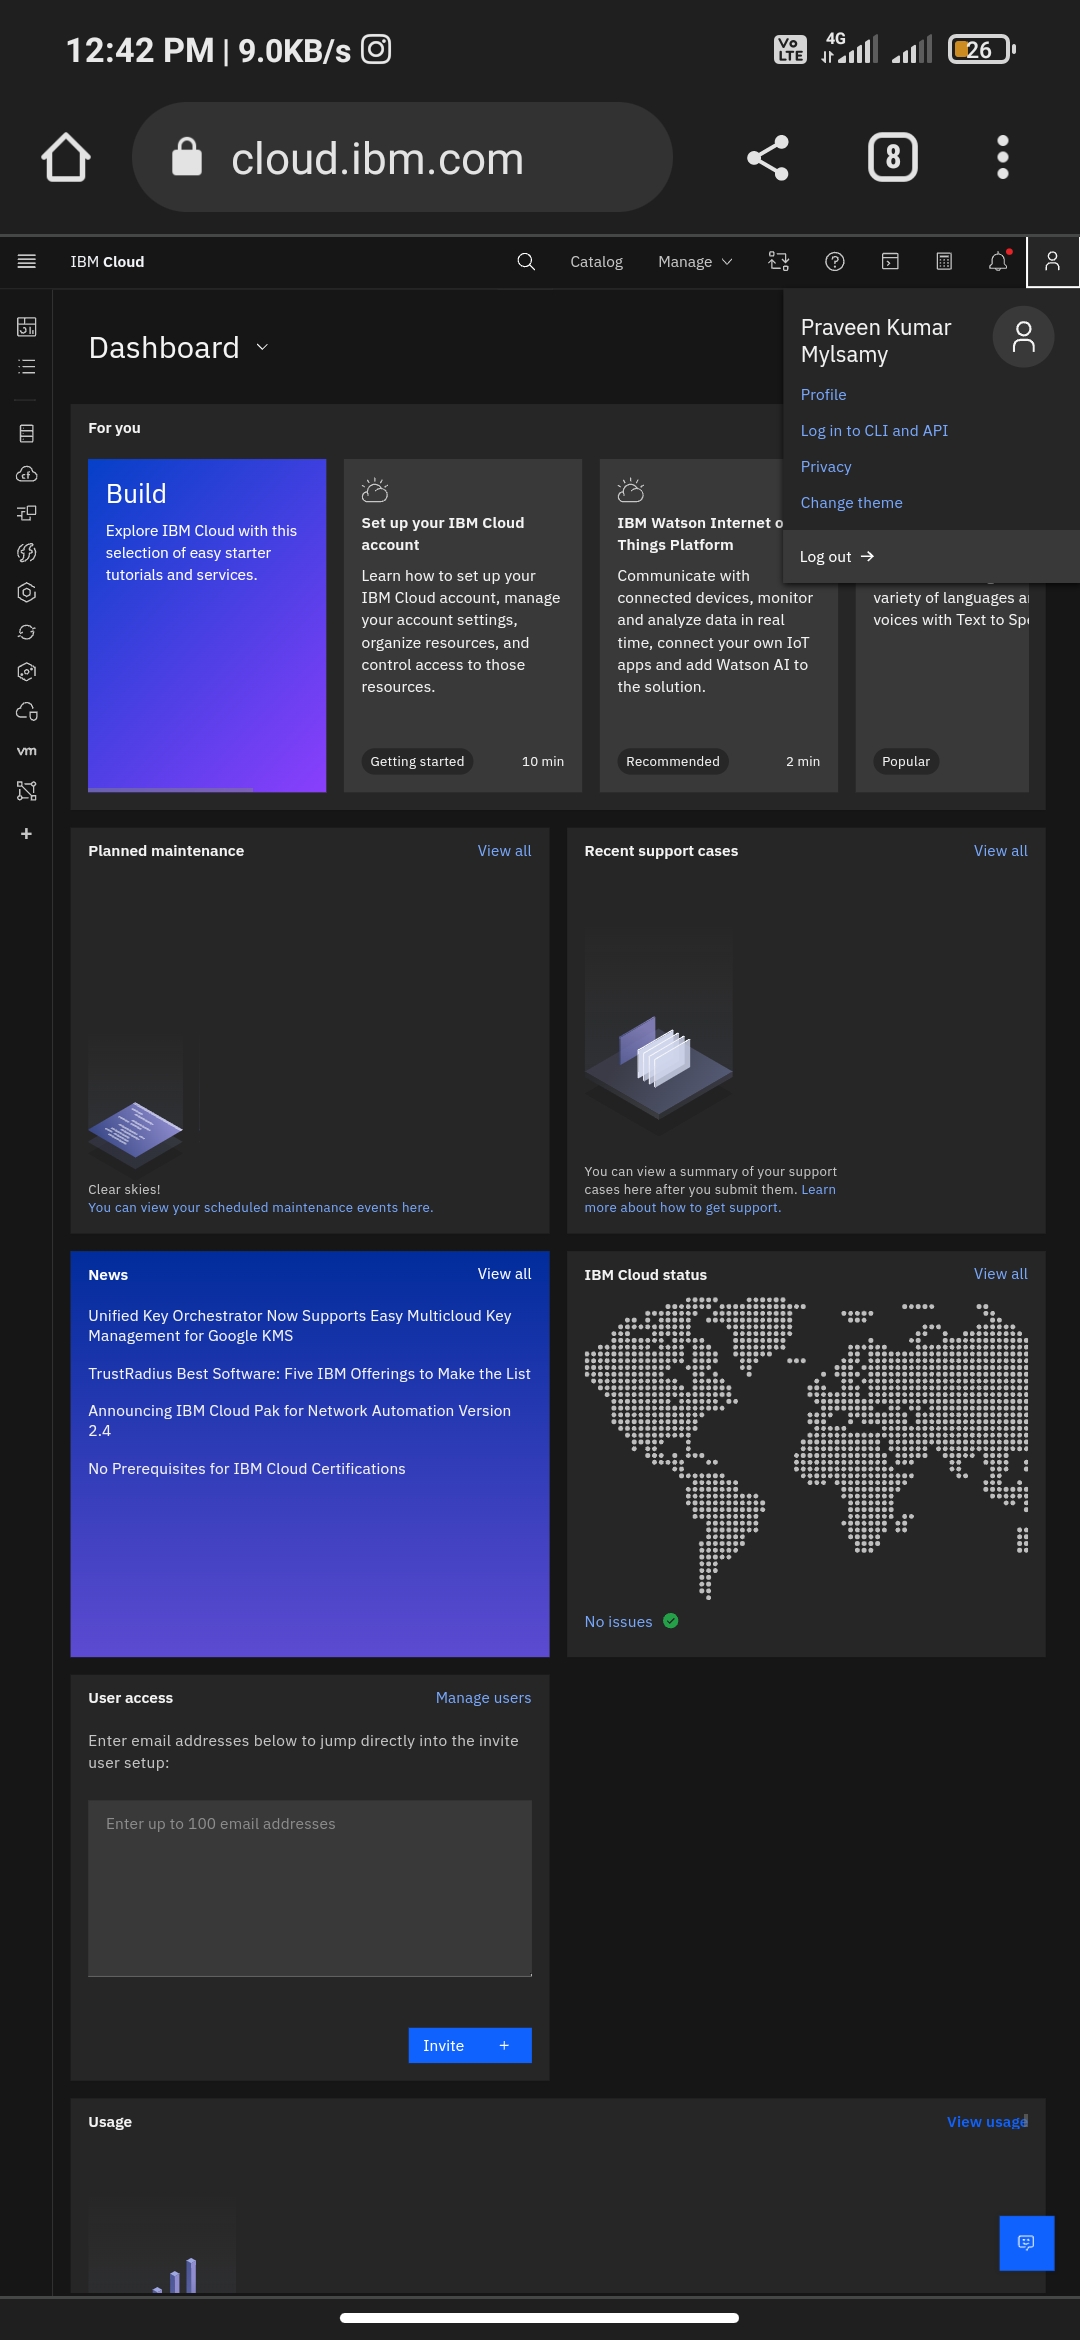 12:42 PM | 9.0KB/s
Vo LTE 4G 26
cloud.ibm.com
8
IBM Cloud
Catalog
Manage
Dashboard
Praveen Kumar
Mylsamy
Profile
Log in to CLI and API
Privacy
Change theme
Log out
For you
Build
Explore IBM Cloud with this
selection of easy starter
tutorials and services.
Set up your IBM Cloud
account
Learn how to set up your
IBM Cloud account, manage
your account settings,
organize resources, and
control access to those
resources.
Getting started
10 min
IBM Watson Internet o
Things Platform
Communicate with
connected devices, monitor
and analyze data in real
time, connect your own IoT
apps and add Watson AI to
the solution.
Recommended
2 min
variety of languages a
voices with Text to Spe
Popular
cf
vm
Planned maintenance
View all
Clear skies!
You can view your scheduled maintenance events here.
Recent support cases
View all
You can view a summary of your support
cases here after you submit them. Learn
more about how to get support.
News
View all
Unified Key Orchestrator Now Supports Easy Multicloud Key
Management for Google KMS
TrustRadius Best Software: Five IBM Offerings to Make the List
Announcing IBM Cloud Pak for Network Automation Version
2.4
No Prerequisites for IBM Cloud Certifications
IBM Cloud status
View all
No issues
User access
Manage users
Enter email addresses below to jump directly into the invite
user setup:
Enter up to 100 email addresses
Invite +
Usage
View usage